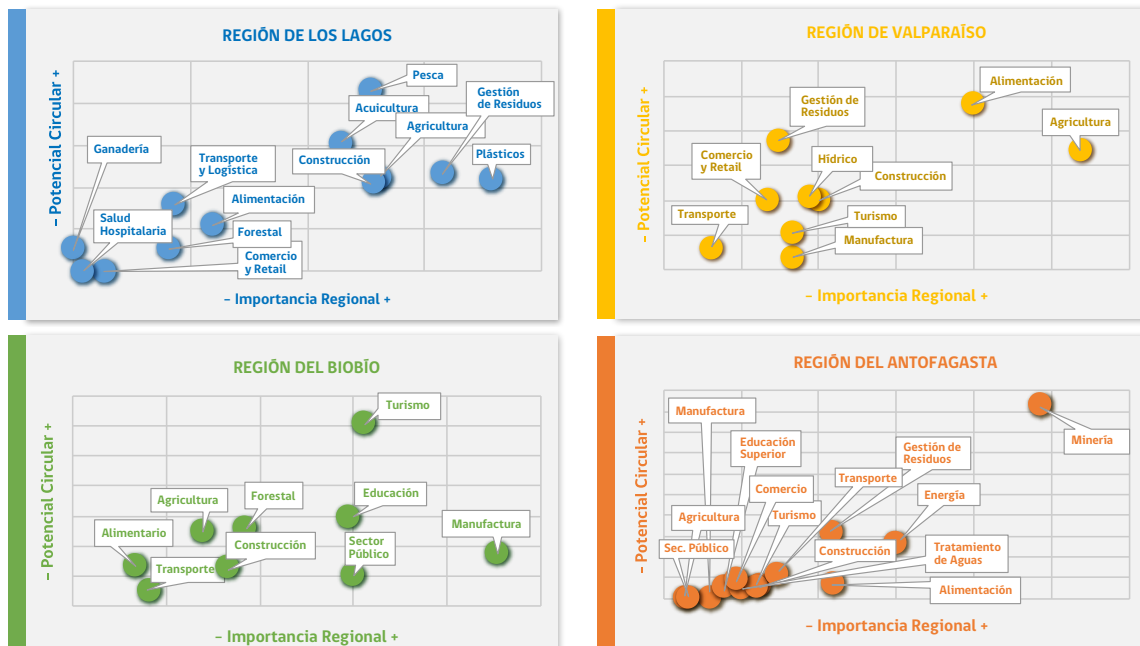 REGIÓN DE LOS LAGOS
– Potencial Circular +
Pesca
Gestión
de Residuos
Acuicultura
Agricultura
Ganadería
Transporte
y Logística
Construcción
Plásticos
Alimentación
Salud
Hospitalaria
Forestal
Comercio
y Retail
– Importancia Regional +
REGIÓN DE VALPARAÍSO
– Potencial Circular +
Alimentación
Gestión de
Residuos
Agricultura
Comercio
y Retail
Hídrico
Construcción
Transporte
Turismo
Manufactura
– Importancia Regional +
REGIÓN DEL BIOBÍO
– Potencial Circular +
Turismo
Agricultura
Forestal
Educación
Alimentario
Manufactura
Construcción
Sector
Público
Transporte
– Importancia Regional +
REGIÓN DEL ANTOFAGASTA
– Potencial Circular +
Manufactura
Minería
Educación
Superior
Gestión de
Residuos
Transporte
Comercio
Energía
Agricultura
Turismo
Sec. Público
Construcción
Tratamiento
de Aguas
Alimentación
– Importancia Regional +